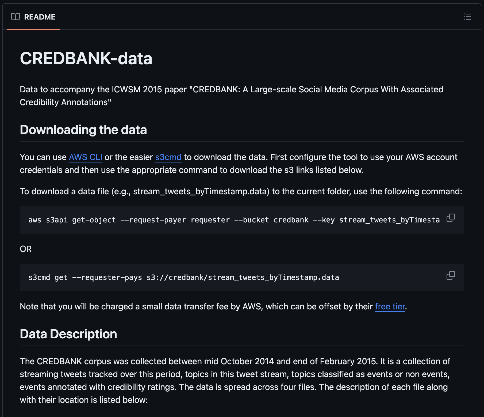 README
CREDBANK-data
Data to accompany the ICWSM 2015 paper "CREDBANK: A Large-scale Social Media Corpus With Associated
Credibility Annotations"
Downloading the data
You can use AWS CLI or the easier s3cmd to download the data. First configure the tool to use your AWS account
credentials and then use the appropriate command to download the s3 links listed below.
To download a data file (e.g., stream_tweets_byTimestamp.data) to the current folder, use the following command:
aws s3api get-object --request-payer requester --bucket credbank --key stream_tweets_byTimesta
OR
s3cmd get --requester-pays s3://credbank/stream_tweets_byTimestamp.data
Note that you will be charged a small data transfer fee by AWS, which can be offset by their free tier.
Data Description
The CREDBANK corpus was collected between mid October 2014 and end of February 2015. It is a collection of
streaming tweets tracked over this period, topics in this tweet stream, topics classified as events or non events,
events annotated with credibility ratings. The data is spread across four files. The description of each file along
with their location is listed below: